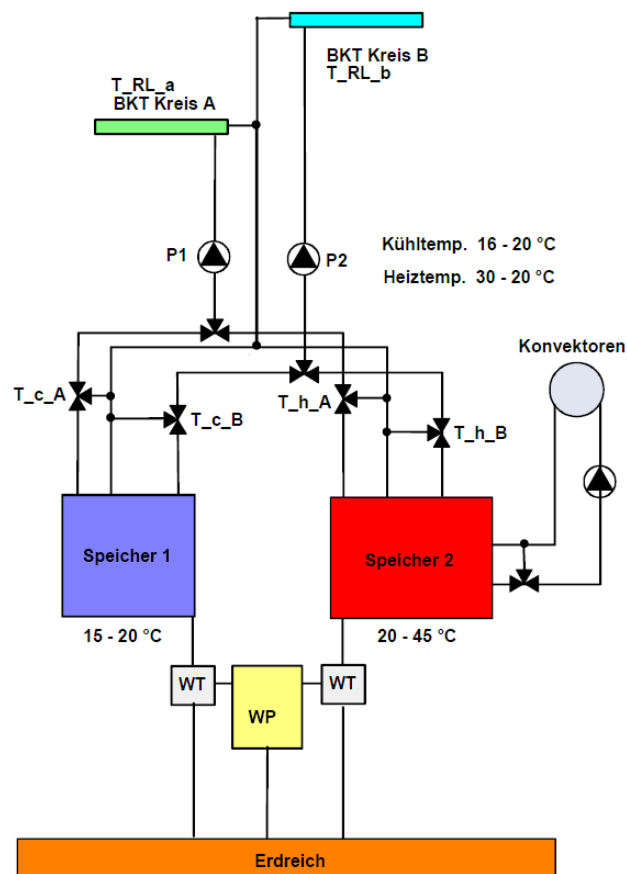 BKT Kreis B
T_RL_b
T_RL_a
BKT Kreis A
P1
P2
Kühltemp. 16 - 20 °C
Heiztemp. 30 - 20 °C
Konvektoren
T_c_A
T_c_B
T_h_A
T_h_B
Speicher 1
Speicher 2
15 - 20 °C
20 - 45 °C
WT
WP
WT
Erdreich